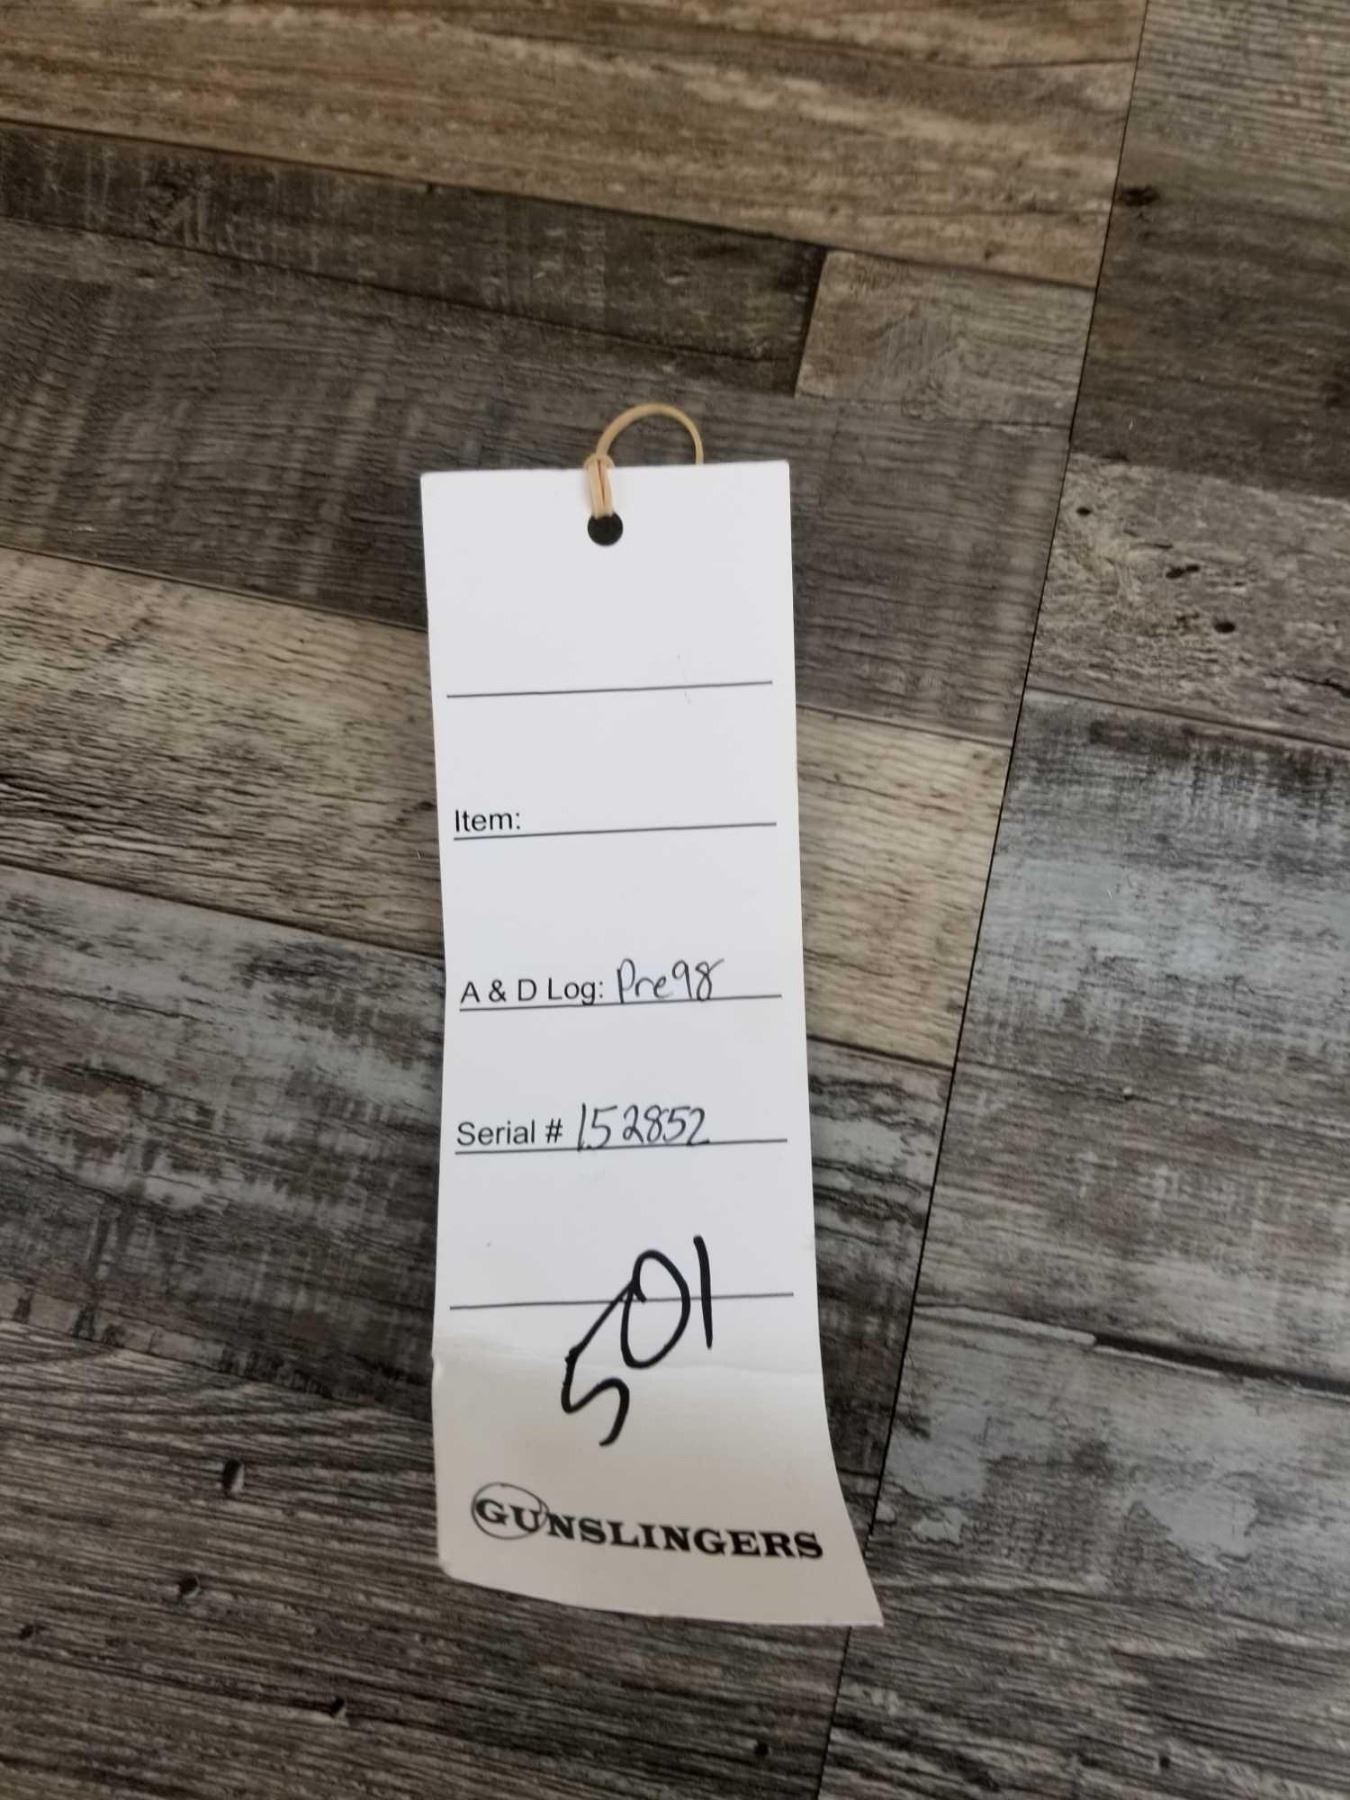 Item:
A & D Log: Pre98
Serial # 152852
501
GUNSLINGERS